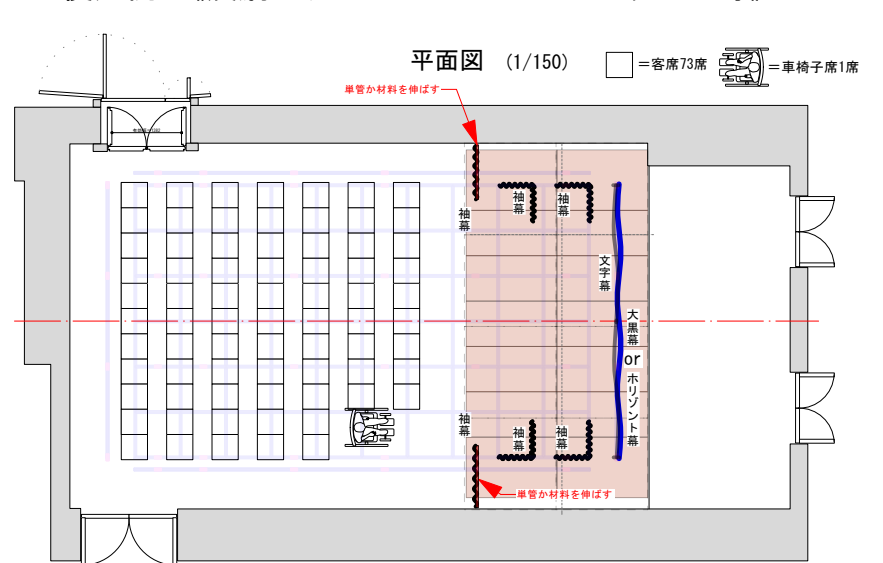 平面図 (1/150)
=客席73席
=車椅子席1席
単管か材料を伸ばす
袖幕
袖幕
袖幕
文字幕
大黒幕
or
ホリゾント幕
袖幕
袖幕
袖幕
単管か材料を伸ばす